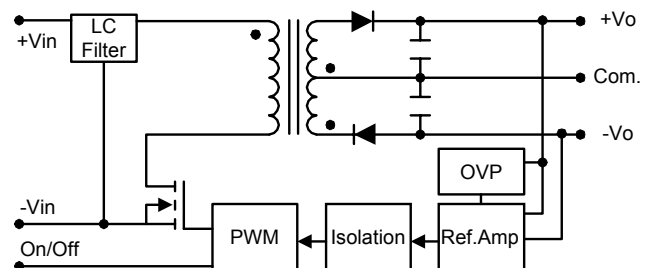 LC
Filter
+Vin
+Vo
Com.
-Vo
OVP
-Vin
On/Off
PWM
Isolation
Ref.Amp